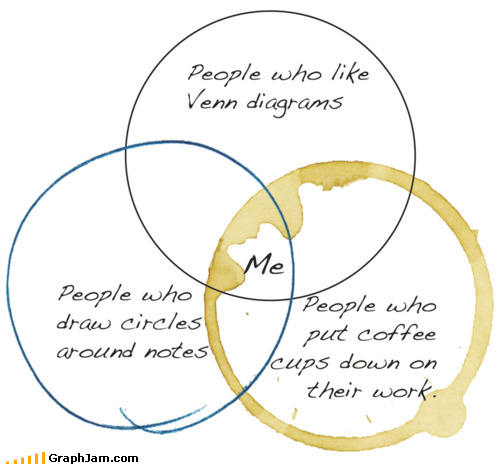 People who like
Venn diagrams
Me
People who
draw circles
around notes
People who
put coffee
cups down on
their work.
GraphJam.com